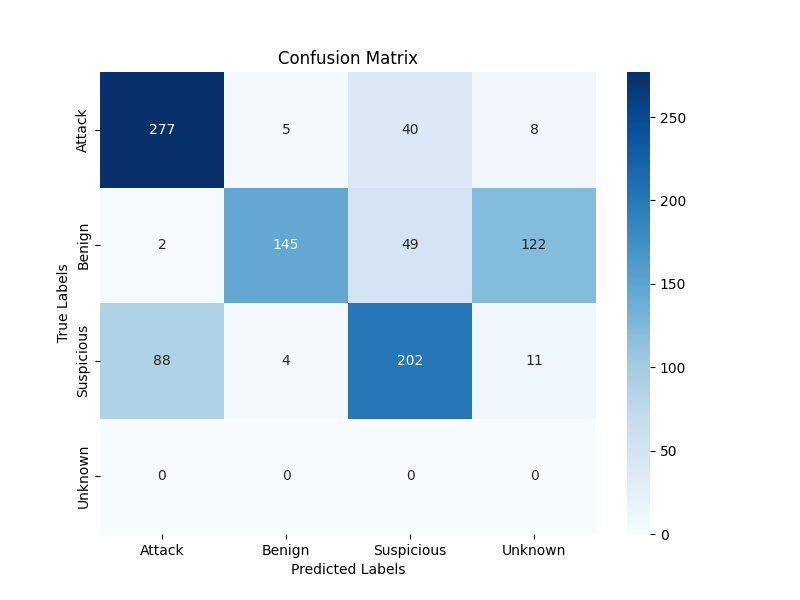 Confusion Matrix
True Labels
Attack 277 5 40 8
Benign 2 145 49 122
Suspicious 88 4 202 11
Unknown 0 0 0 0
Attack Benign Suspicious Unknown
Predicted Labels
250
200
150
100
50
0